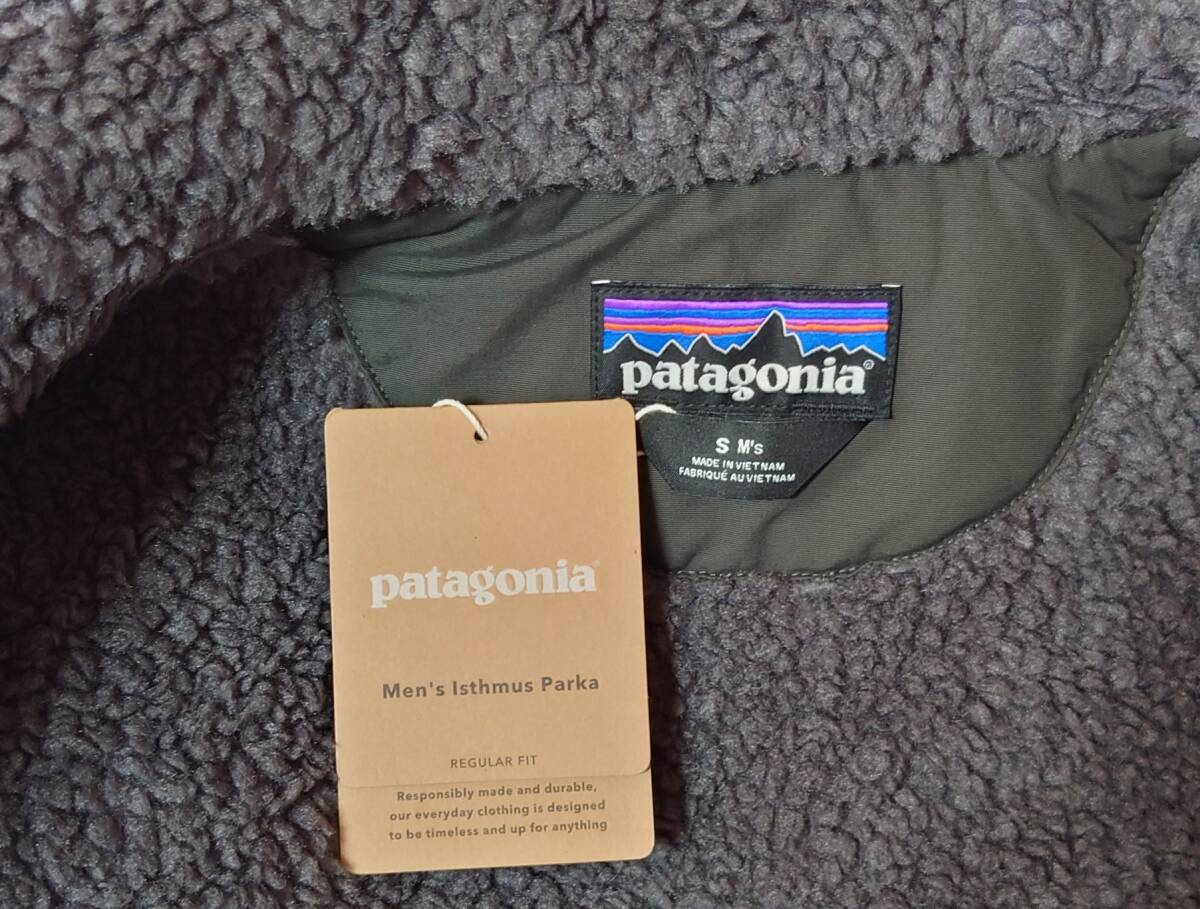 patagonia®
S M's
MADE IN VIETNAM
FABRIQUÉ AU VIETNAM
patagonia®
Men's Isthmus Parka
REGULAR FIT
Responsibly made and durable,
our everyday clothing is designed
to be timeless and up for anything